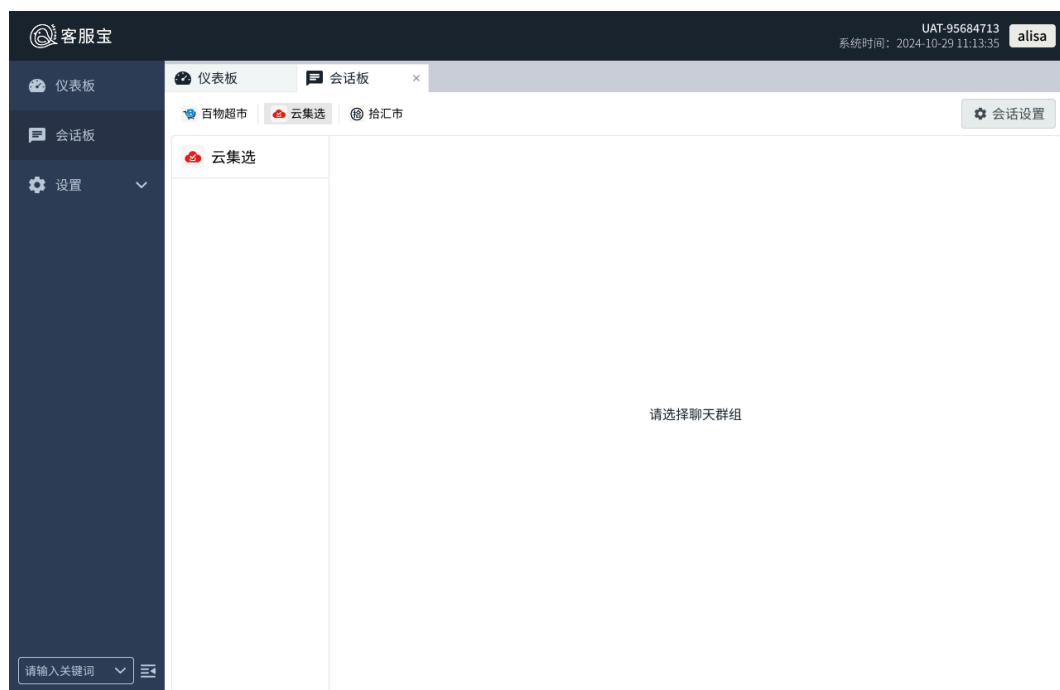 客服宝
UAT-95684713
系统时间：2024-10-29 11:13:35
alisa
仪表板
会话板
设置
仪表板
会话板 ×
百物超市
云集选
拾汇市
会话设置
云集选
请选择聊天群组
请输入关键词